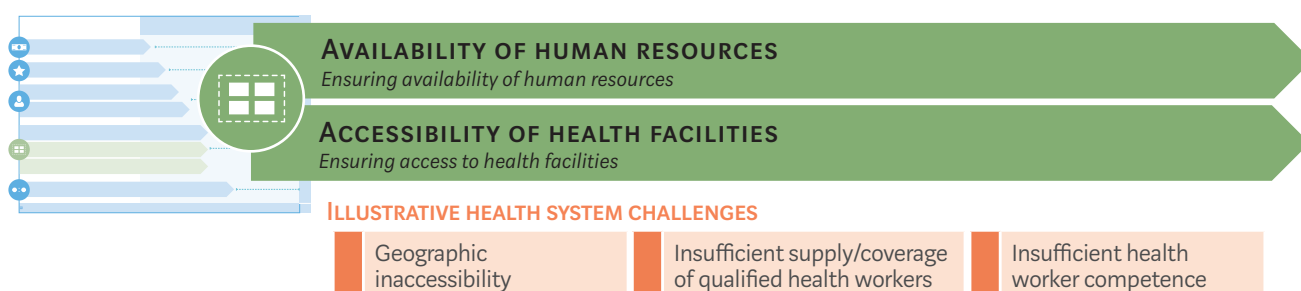 AVAILABILITY OF HUMAN RESOURCES
Ensuring availability of human resources
ACCESSIBILITY OF HEALTH FACILITIES
Ensuring access to health facilities
ILLUSTRATIVE HEALTH SYSTEM CHALLENGES
Geographic
inaccessibility
Insufficient supply/coverage
of qualified health workers
Insufficient health
worker competence